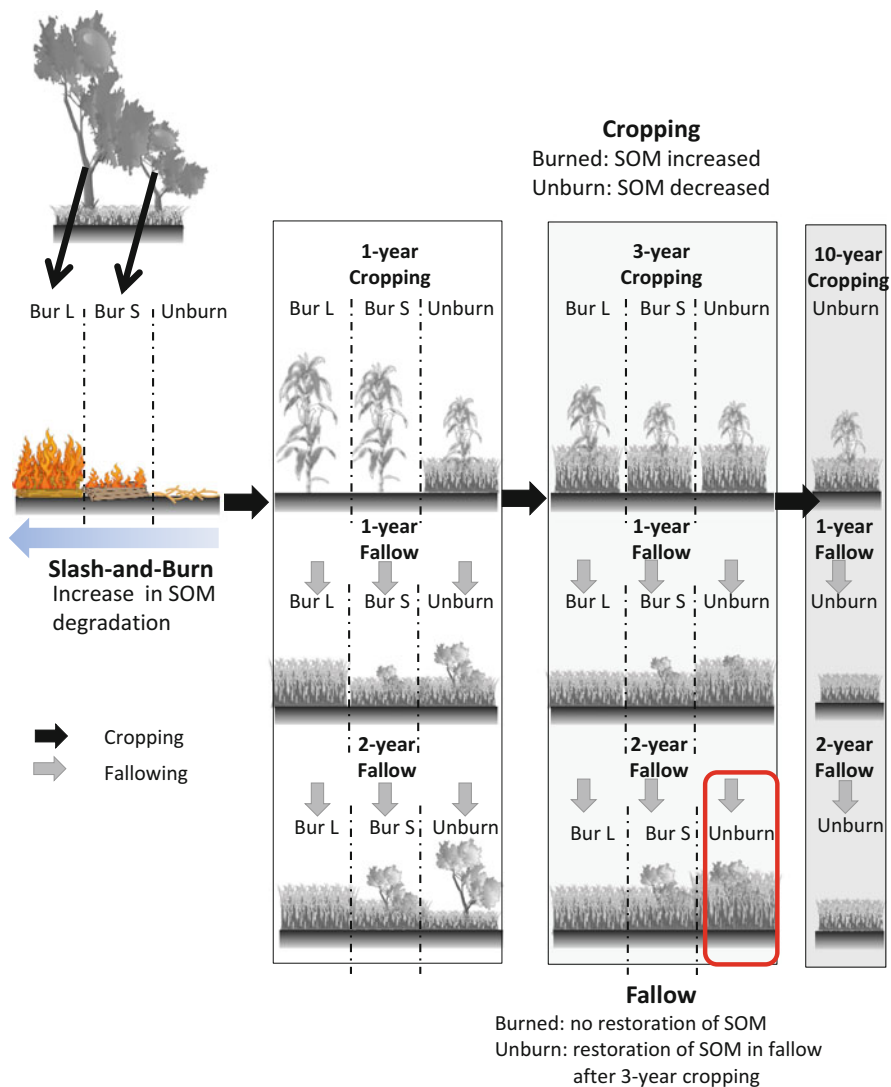 Cropping
Burned: SOM increased
Unburn: SOM decreased
Bur L Bur S Unburn
Slash-and-Burn
Increase in SOM
degradation
Cropping
Fallowing
1-year
Cropping
Bur L Bur S Unburn
1-year
Fallow
Bur L Bur S Unburn
2-year
Fallow
Bur L Bur S Unburn
3-year
Cropping
Bur L Bur S Unburn
1-year
Fallow
Bur L Bur S Unburn
2-year
Fallow
Bur L Bur S Unburn
10-year
Cropping
Unburn
1-year
Fallow
Unburn
2-year
Fallow
Unburn
Fallow
Burned: no restoration of SOM
Unburn: restoration of SOM in fallow
after 3-year cropping